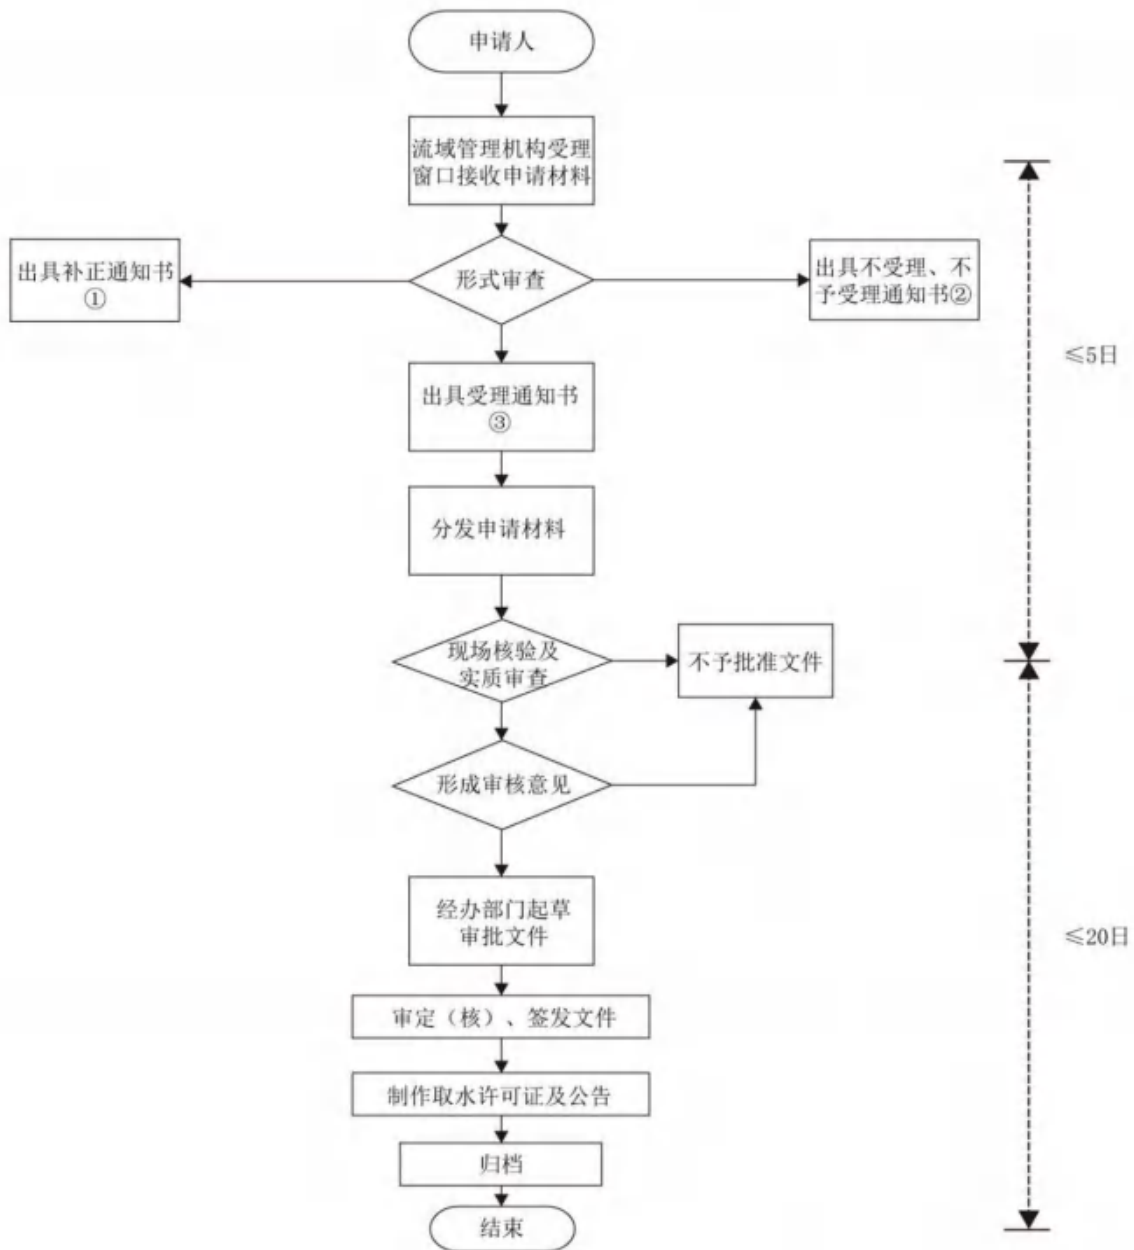 申请人
流域管理机构受理
窗口接收申请材料
形式审查
出具补正通知书
①
出具不受理、不
予受理通知书②
≤5日
出具受理通知书
③
分发申请材料
现场核验及
实质审查
不予批准文件
形成审核意见
经办部门起草
审批文件
≤20日
审定（核）、签发文件
制作取水许可证及公告
归档
结束